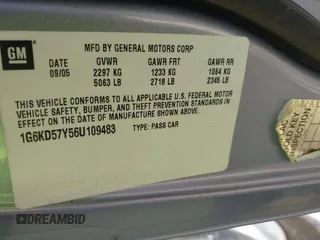 GM
MFD BY GENERAL MOTORS CORP
DATE GVWR GAWR FRT GAWR RR
09/05 2297 KG 1233 KG 1064 KG
5063 LB 2718 LB 2345 LB
THIS VEHICLE CONFORMS TO ALL APPLICABLE U.S. FEDERAL MOTOR
VEHICLE SAFETY, BUMPER, AND THEFT PREVENTION STANDARDS IN
EFFECT ON THE DATE OF MANUFACTURE SHOWN ABOVE.
1G6KD57Y56U109483 TYPE: PASS CAR
KEY
DREAMBID